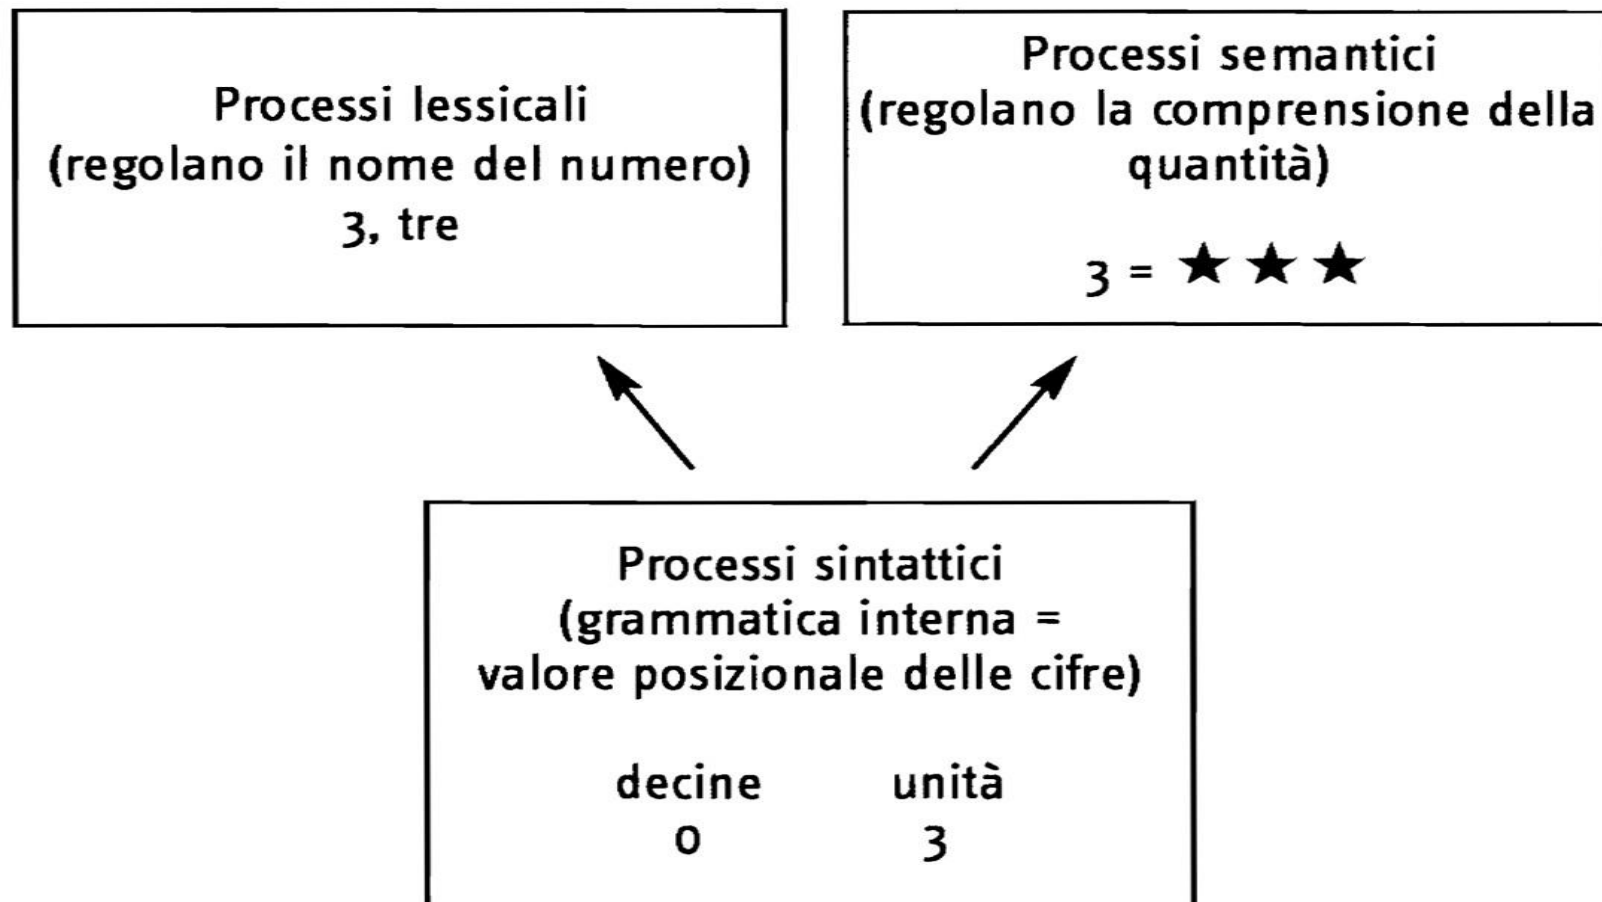 Processi lessicali
(regolano il nome del numero)
3, tre
Processi semantici
(regolano la comprensione della
quantità)
3 = ★ ★ ★
Processi sintattici
(grammatica interna =
valore posizionale delle cifre)
decine unità
0 3